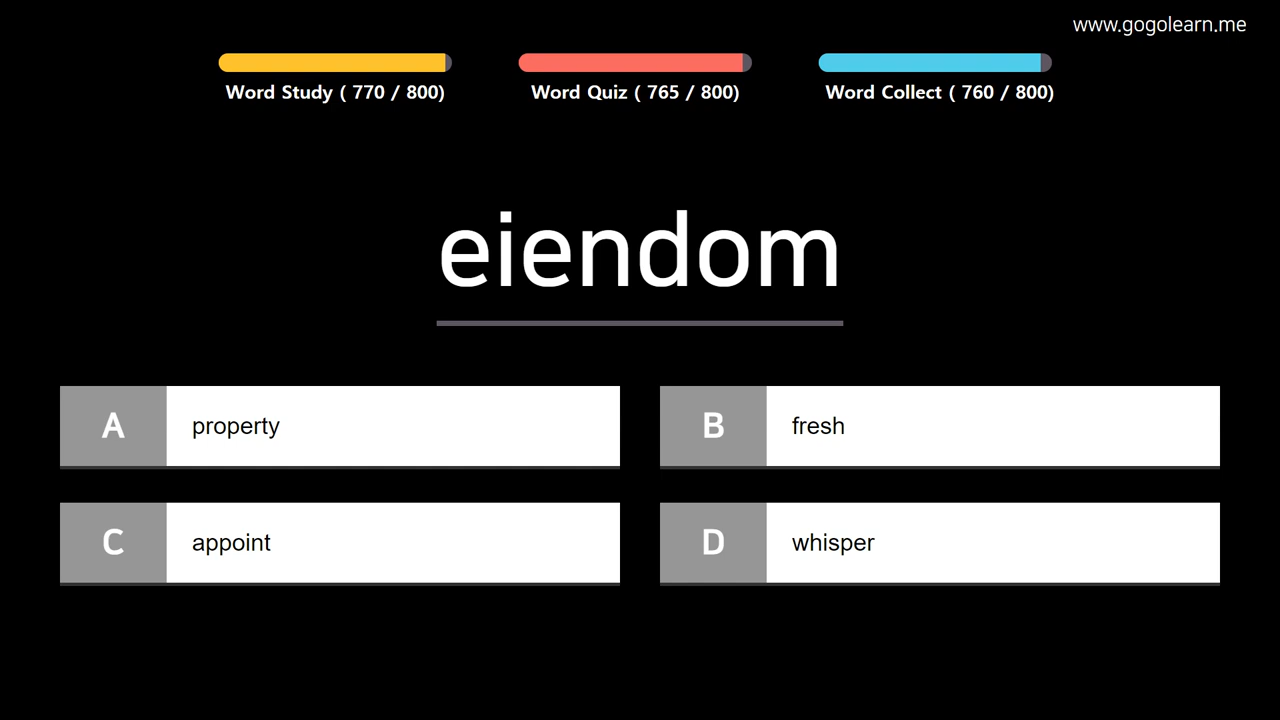 www.gogolearn.me
Word Study ( 770 / 800)
Word Quiz ( 765 / 800)
Word Collect ( 760 / 800)
eiendom
A property
B fresh
C appoint
D whisper